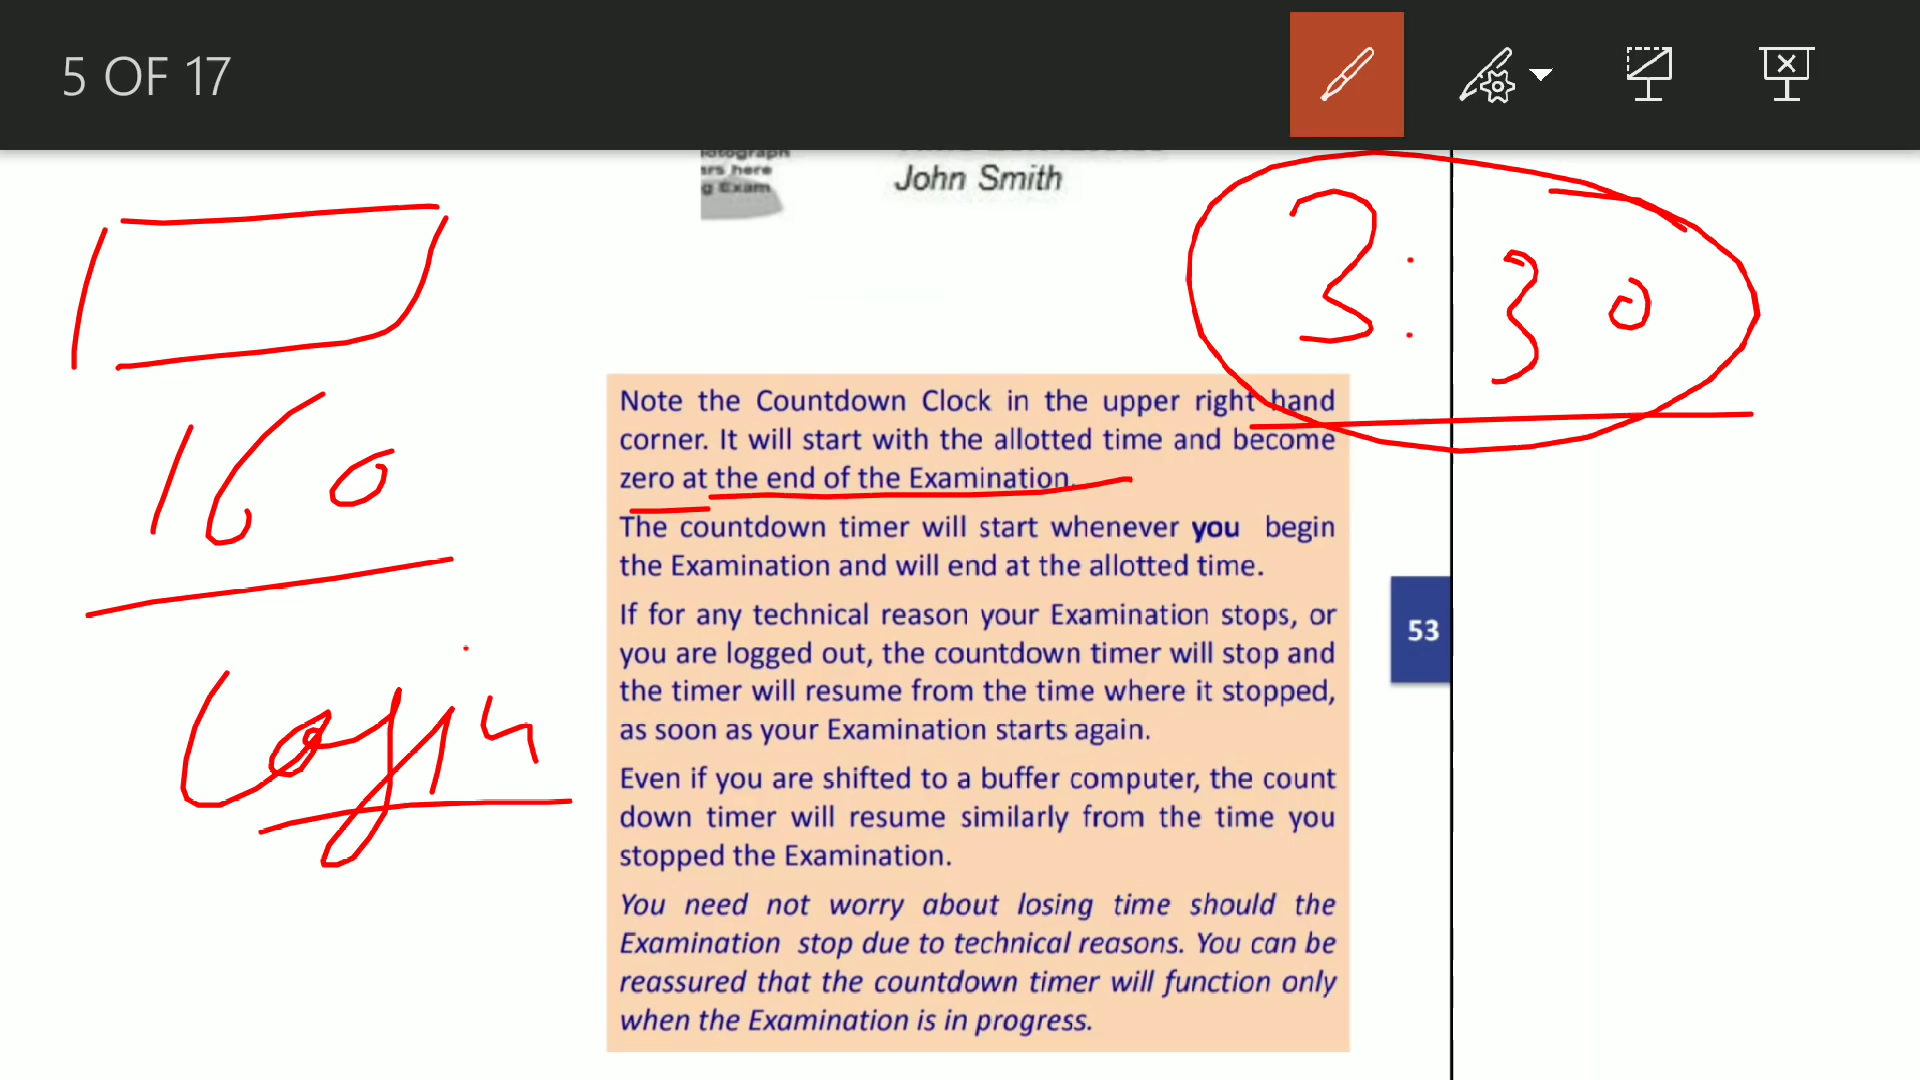 5 OF 17
otograph
ars here
g Exam
John Smith
3:30
160
Login
Note the Countdown Clock in the upper right hand
corner. It will start with the allotted time and become
zero at the end of the Examination.
The countdown timer will start whenever you begin
the Examination and will end at the allotted time.
If for any technical reason your Examination stops, or
you are logged out, the countdown timer will stop and
the timer will resume from the time where it stopped,
as soon as your Examination starts again.
Even if you are shifted to a buffer computer, the count
down timer will resume similarly from the time you
stopped the Examination.
You need not worry about losing time should the
Examination stop due to technical reasons. You can be
reassured that the countdown timer will function only
when the Examination is in progress.
53